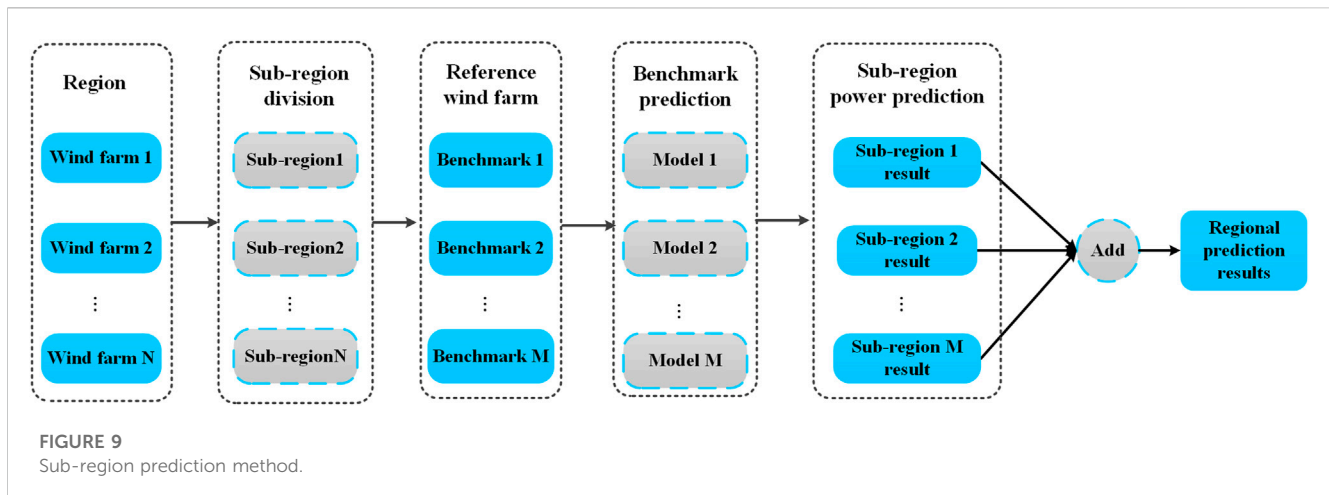 Region
Wind farm 1
Wind farm 2
⋮
Wind farm N
Sub-region
division
Sub-region1
Sub-region2
⋮
Sub-regionN
Reference
wind farm
Benchmark 1
Benchmark 2
⋮
Benchmark M
Benchmark
prediction
Model 1
Model 2
⋮
Model M
Sub-region
power prediction
Sub-region 1
result
Sub-region 2
result
⋮
Sub-region M
result
Add
Regional
prediction
results
FIGURE 9
Sub-region prediction method.